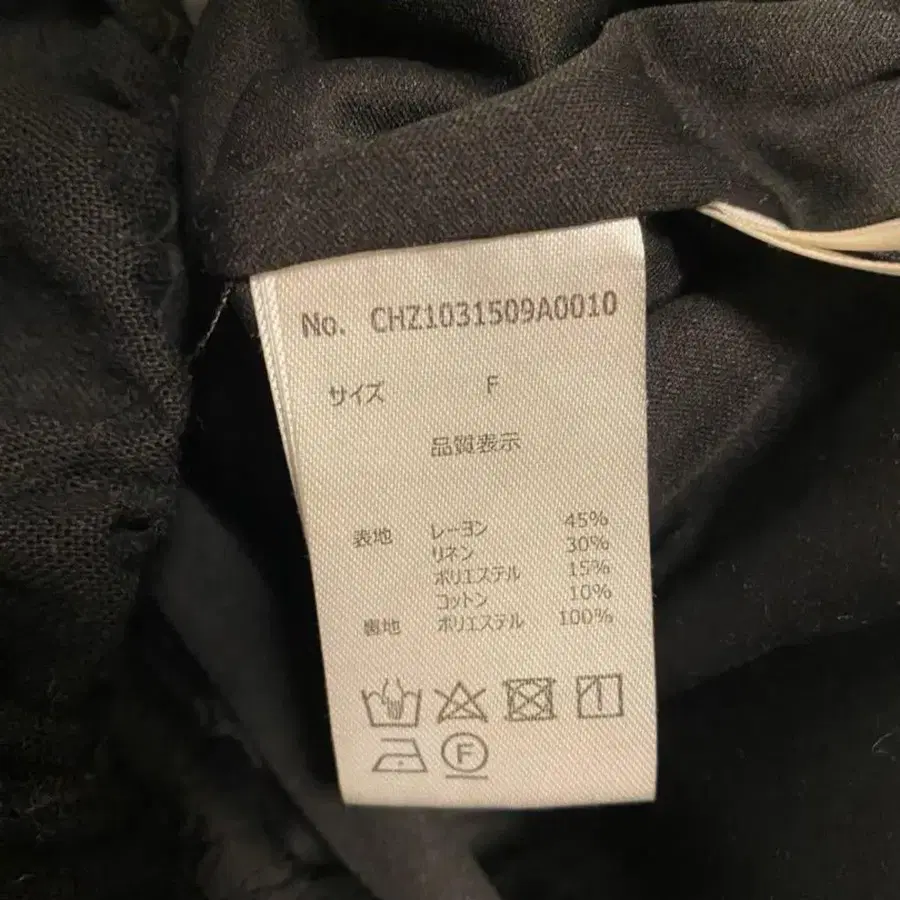 No. CHZ1031509A0010
サイズ F
品質表示
表地 レーヨン 45%
リネン 30%
ポリエステル 15%
コットン 10%
裏地 ポリエステル 100%
F